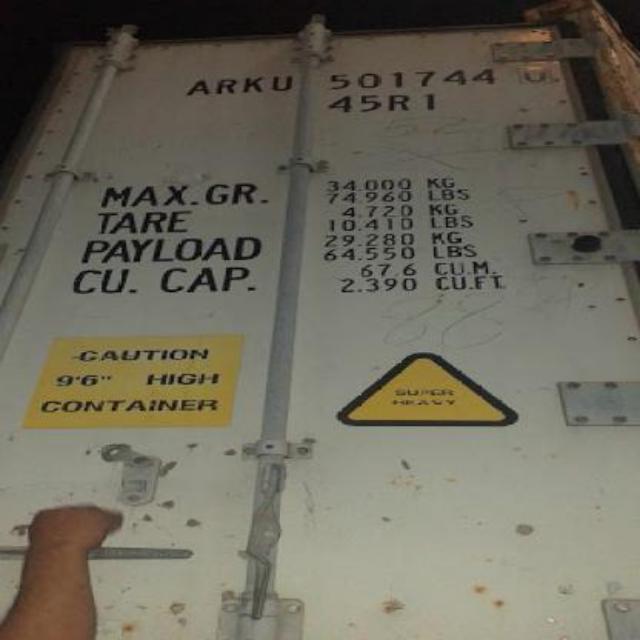 ARKU 501744
45R1
MAX.GR. 34.000 KG.
74.960 LBS
TARE 4.720 KG.
10.410 LBS
PAYLOAD 29.280 KG.
64.550 LBS
CU. CAP. 67,6 CU.M.
2.390 CU.FT.
CAUTION
9'6" HIGH
CONTAINER
SUPER
HEAVY